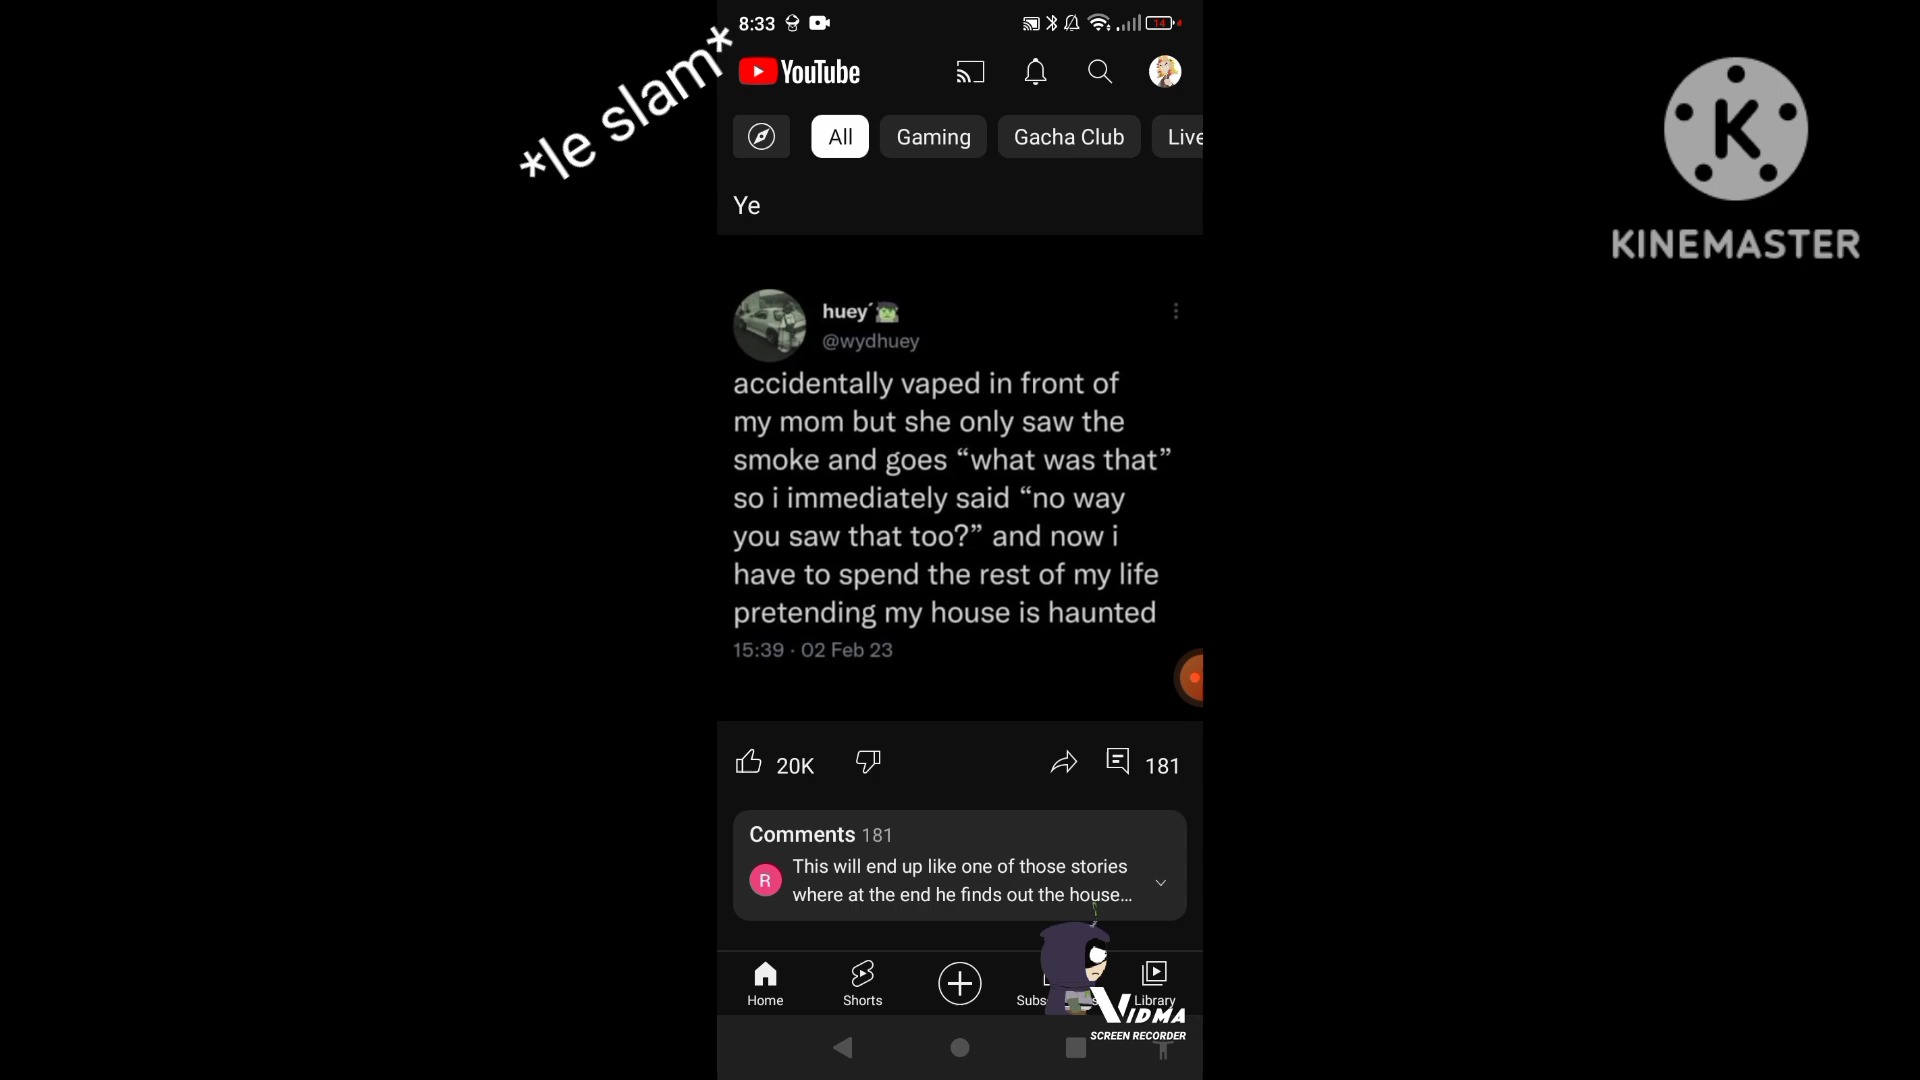 *le slam*
8:33
14
YouTube
All
Gaming
Gacha Club
Live
Ye
huey´
@wydhuey
accidentally vaped in front of
my mom but she only saw the
smoke and goes “what was that”
so i immediately said “no way
you saw that too?” and now i
have to spend the rest of my life
pretending my house is haunted
15:39 · 02 Feb 23
20K
181
Comments 181
R
This will end up like one of those stories
where at the end he finds out the house...
Home
Shorts
Subs
Library
VIDMA
SCREEN RECORDER
K
KINEMASTER